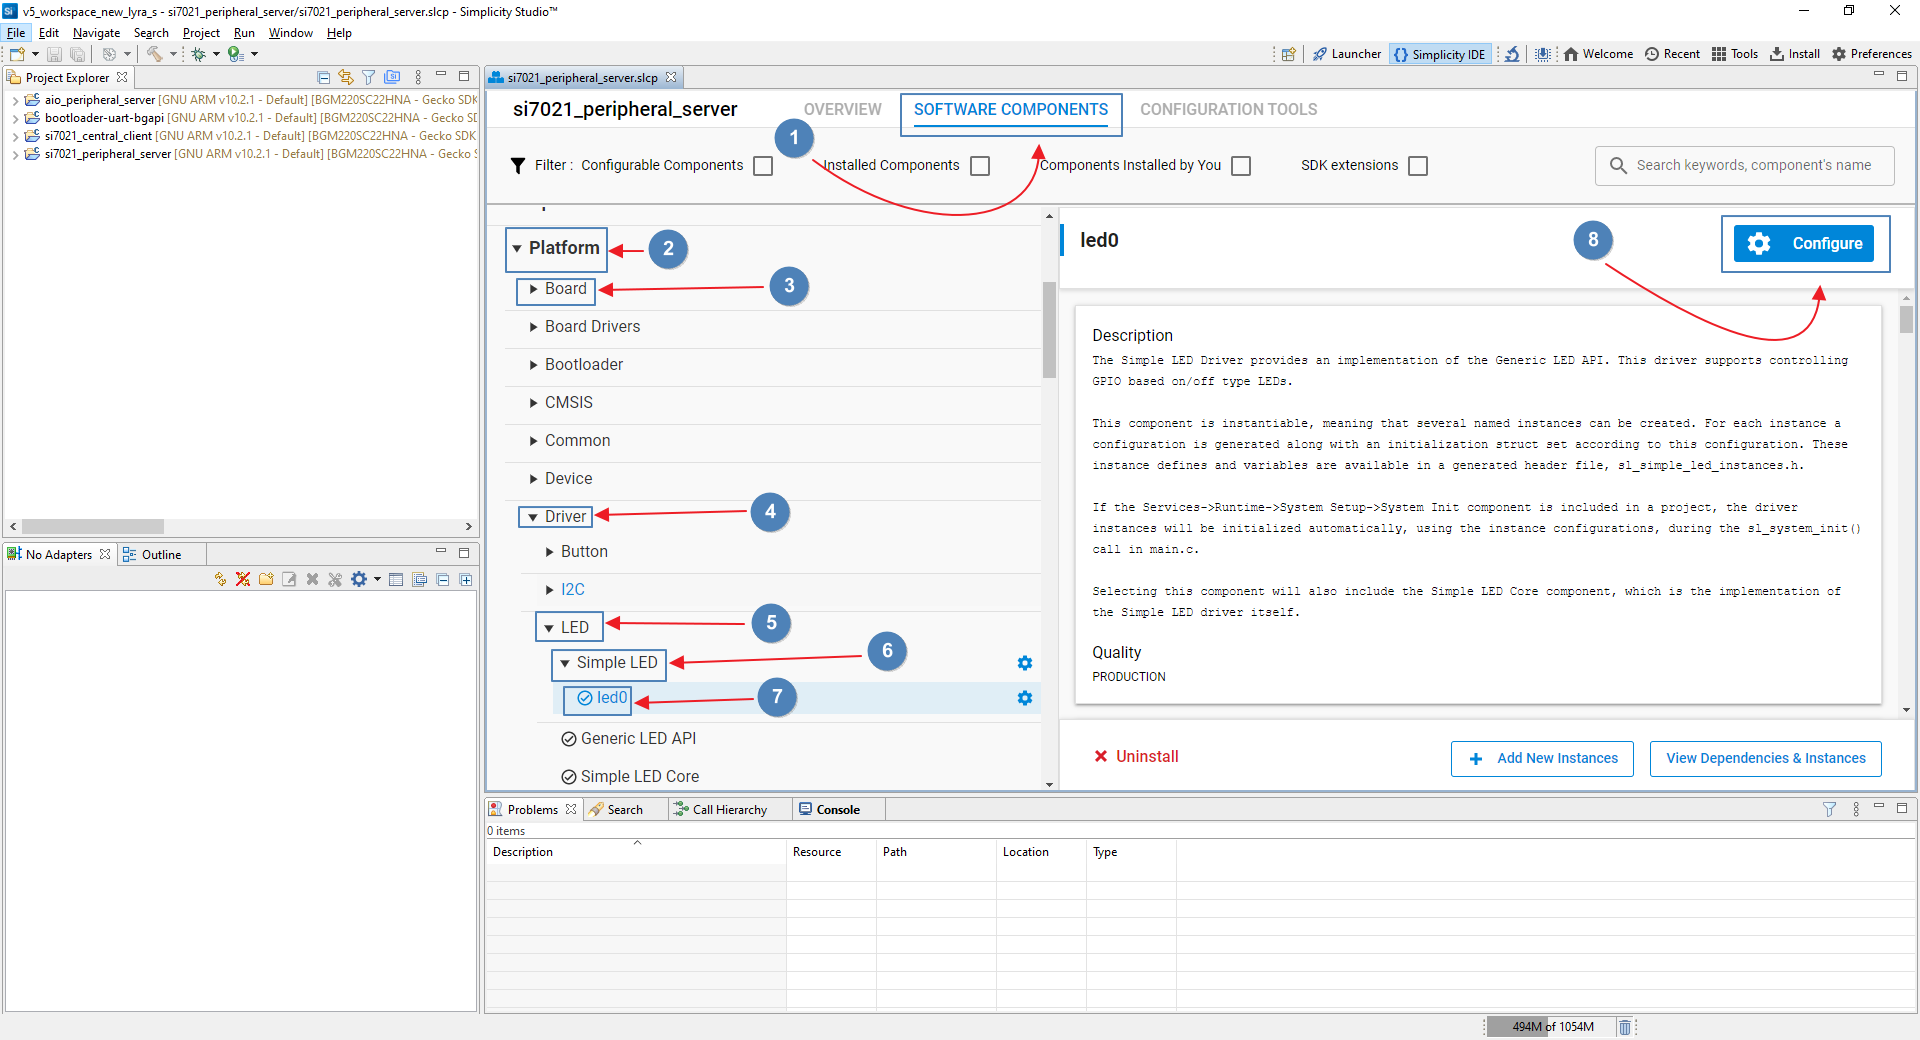 v5_workspace_new_lyra_s - si7021_peripheral_server/si7021_peripheral_server.slcp - Simplicity Studio™
File Edit Navigate Search Project Run Window Help
Launcher Simplicity IDE Welcome Recent Tools Install Preferences
Project Explorer
aio_peripheral_server [GNU ARM v10.2.1 - Default] [BGM220SC22HNA - Gecko SDK
bootloader-uart-bgapi [GNU ARM v10.2.1 - Default] [BGM220SC22HNA - Gecko SD
si7021_central_client [GNU ARM v10.2.1 - Default] [BGM220SC22HNA - Gecko SDK
si7021_peripheral_server [GNU ARM v10.2.1 - Default] [BGM220SC22HNA - Gecko S
No Adapters Outline
si7021_peripheral_server.slcp
si7021_peripheral_server OVERVIEW SOFTWARE COMPONENTS CONFIGURATION TOOLS
1
Filter : Configurable Components Installed Components Components Installed by You SDK extensions Search keywords, component's name
Platform 2
Board 3
Board Drivers
Bootloader
CMSIS
Common
Device
Driver 4
Button
I2C
LED 5
Simple LED 6
led0 7
Generic LED API
Simple LED Core
led0 8 Configure
Description
The Simple LED Driver provides an implementation of the Generic LED API. This driver supports controlling
GPIO based on/off type LEDs.
This component is instantiable, meaning that several named instances can be created. For each instance a
configuration is generated along with an initialization struct set according to this configuration. These
instance defines and variables are available in a generated header file, sl_simple_led_instances.h.
If the Services->Runtime->System Setup->System Init component is included in a project, the driver
instances will be initialized automatically, using the instance configurations, during the sl_system_init()
call in main.c.
Selecting this component will also include the Simple LED Core component, which is the implementation of
the Simple LED driver itself.
Quality
PRODUCTION
Uninstall Add New Instances View Dependencies & Instances
Problems Search Call Hierarchy Console
0 items
Description Resource Path Location Type
494M of 1054M